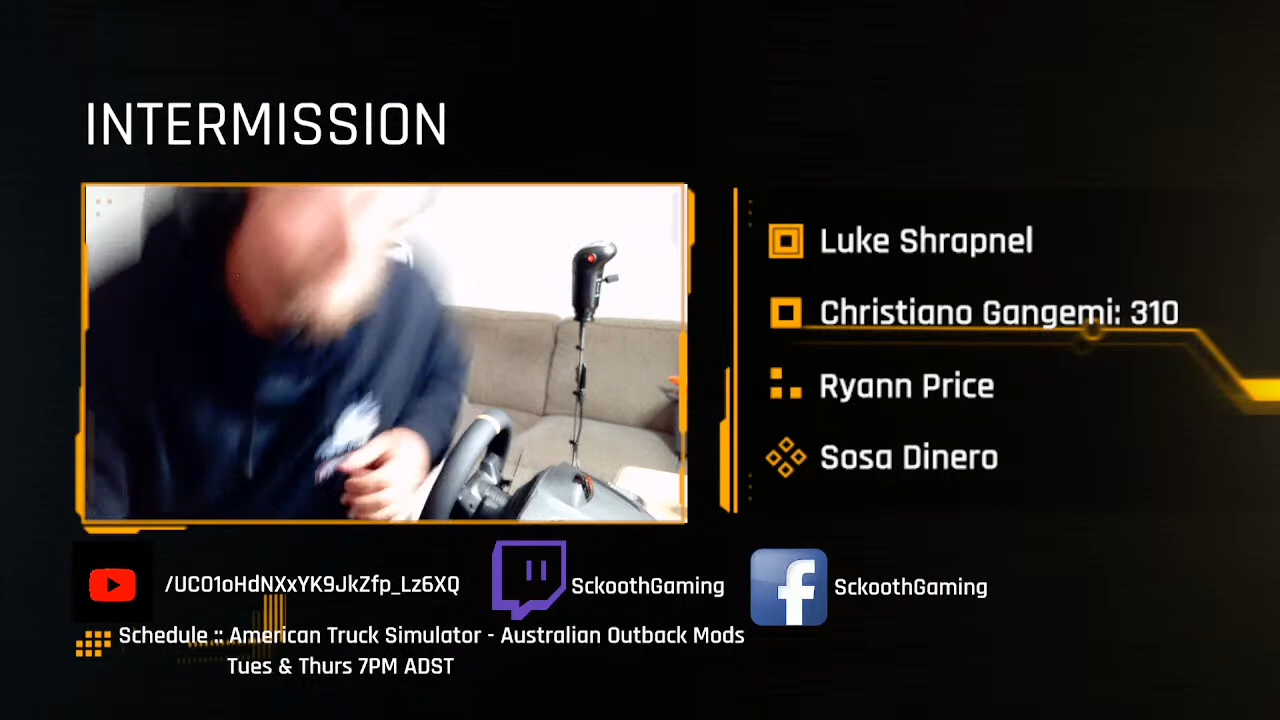 INTERMISSION
Luke Shrapnel
Christiano Gangemi: 310
Ryann Price
Sosa Dinero
/UCO1oHdNXxYK9JkZfp_Lz6XQ
SckoothGaming
SckoothGaming
Schedule :: American Truck Simulator - Australian Outback Mods
Tues & Thurs 7PM ADST